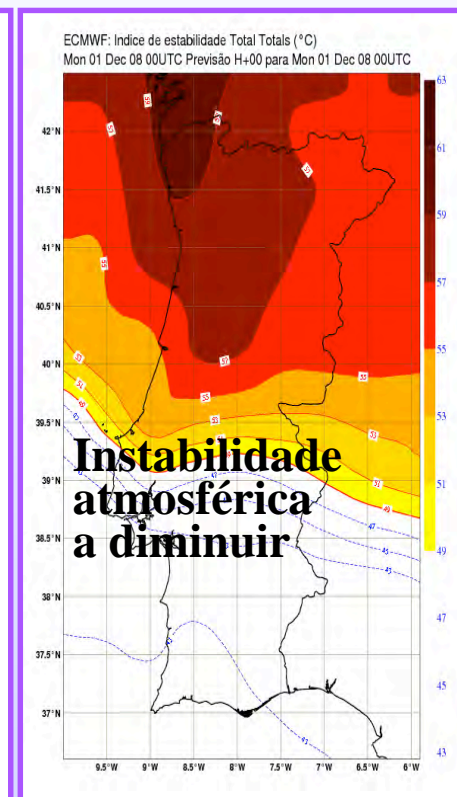 ECMWF: Indice de estabilidade Total Totals (°C)
Mon 01 Dec 08 00UTC Previsão H+00 para Mon 01 Dec 08 00UTC
63
61
59
57
55
53
51
49
47
45
43
42°N
41.5°N
41°N
40.5°N
40°N
39.5°N
39°N
38.5°N
38°N
37.5°N
37°N
Instabilidade
atmosférica
a diminuir
9.5°W 9°W 8.5°W 8°W 7.5°W 7°W 6.5°W 6°W